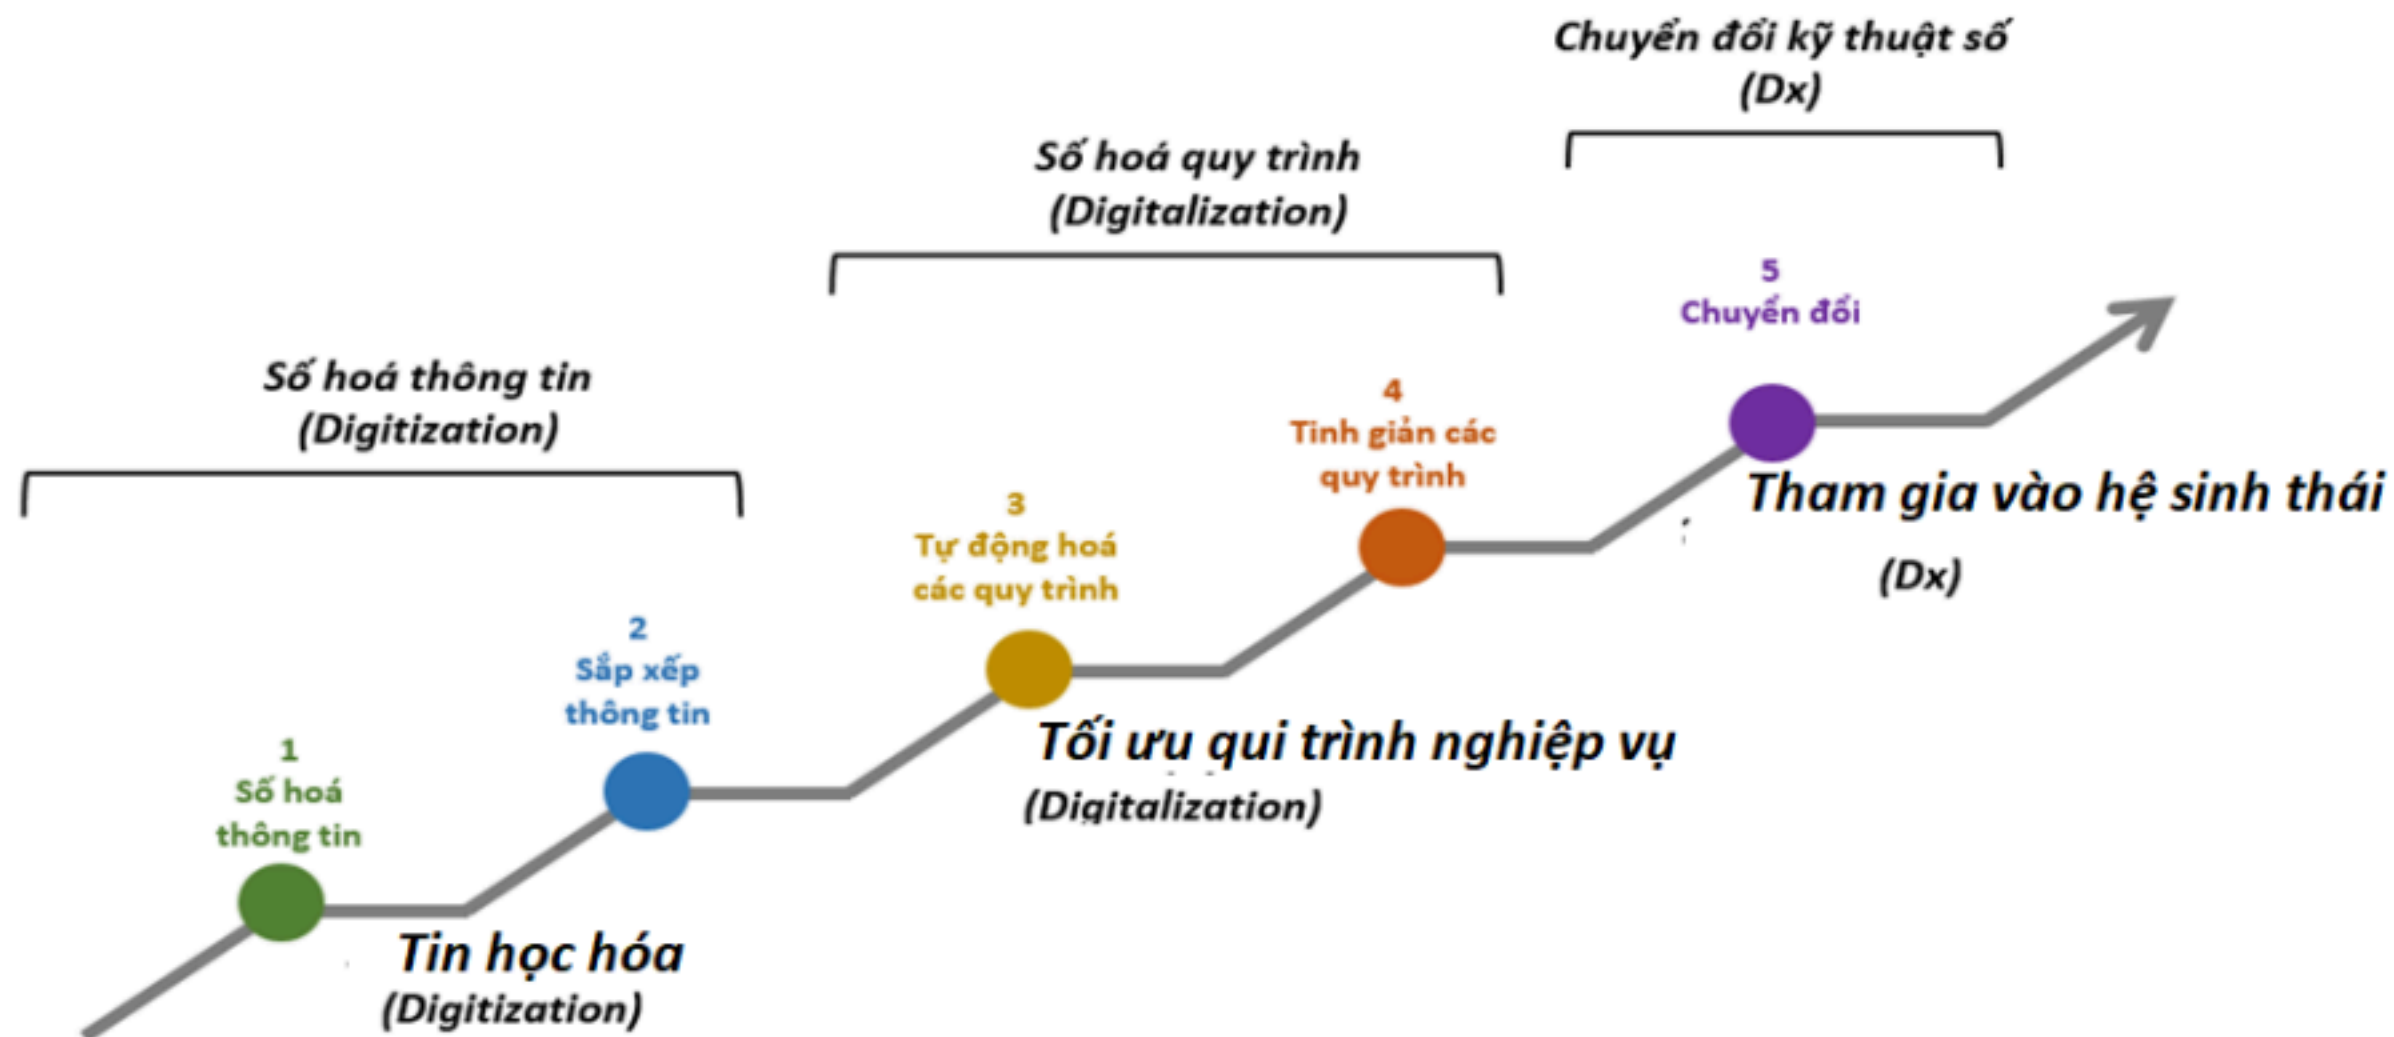 Chuyển đổi kỹ thuật số
(Dx)
Số hoá quy trình
(Digitalization)
5
Chuyển đổi
Số hoá thông tin
(Digitization)
4
Tinh giản các
quy trình
Tham gia vào hệ sinh thái
(Dx)
3
Tự động hoá
các quy trình
2
Sắp xếp
thông tin
Tối ưu qui trình nghiệp vụ
(Digitalization)
1
Số hoá
thông tin
Tin học hóa
(Digitization)